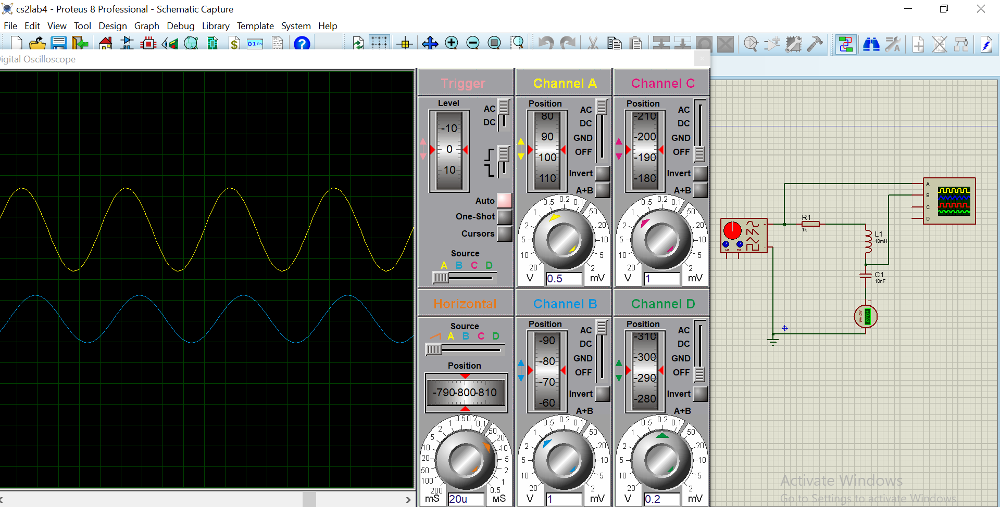 cs2lab4 - Proteus 8 Professional - Schematic Capture
File Edit View Tool Design Graph Debug Library Template System Help
$ 0101 ?
igital Oscilloscope
Trigger
Level
-10
0
10
AC
DC
Auto
One-Shot
Cursors
Source
A B C D
Channel A
Position
80
90
100
110
AC
DC
GND
OFF
Invert
A+B
20 10 5 2 1 0.5 0.2 0.1 50 20 10 5 2
V 0.5 mV
Channel C
Position
-210
-200
-190
-180
AC
DC
GND
OFF
Invert
A+B
20 10 5 2 1 0.5 0.2 0.1 50 20 10 5 2
V 1 mV
Horizontal
Source
A B C D
Position
-790-800-810
200 100 50 20 10 5 2 1 0.5 0.2 0.1 50 20 10 5 2 1 0.5
mS 20u мS
Channel B
Position
-90
-80
-70
-60
AC
DC
GND
OFF
Invert
A+B
20 10 5 2 1 0.5 0.2 0.1 50 20 10 5 2
V 1 mV
Channel D
Position
-310
-300
-290
-280
AC
DC
GND
OFF
Invert
A+B
20 10 5 2 1 0.5 0.2 0.1 50 20 10 5 2
V 0.2 mV
A
B
C
D
R1
1k
L1
10mH
C1
10nF
AM FM
+
-
AC mA
Activate Windows
Go to Settings to activate Windows.